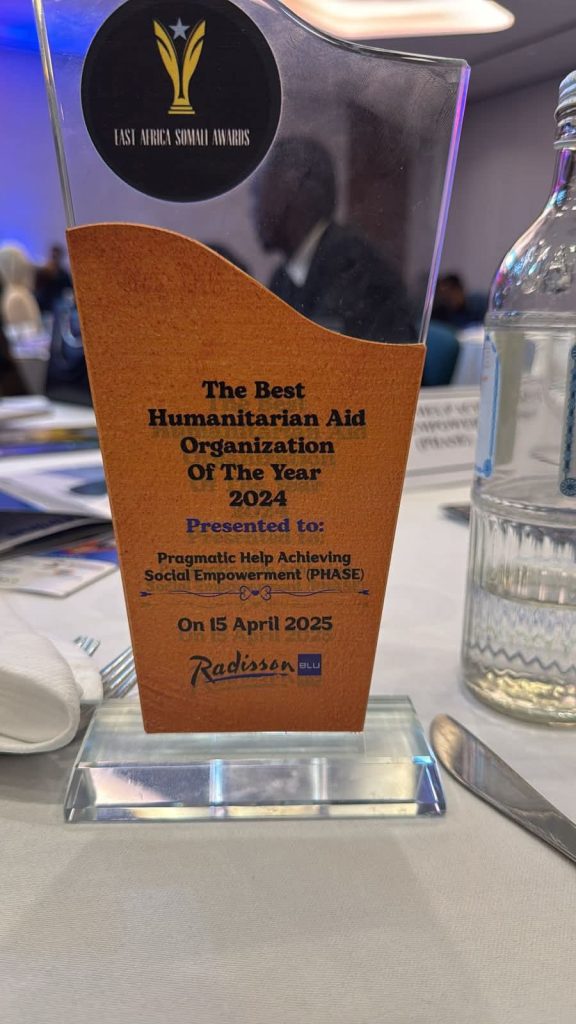 EAST AFRICA SOMALI AWARDS
The Best
Humanitarian Aid
Organization
Of The Year
2024
Presented to:
Pragmatic Help Achieving
Social Empowerment (PHASE)
On 15 April 2025
Radisson BLU
(PHASE)